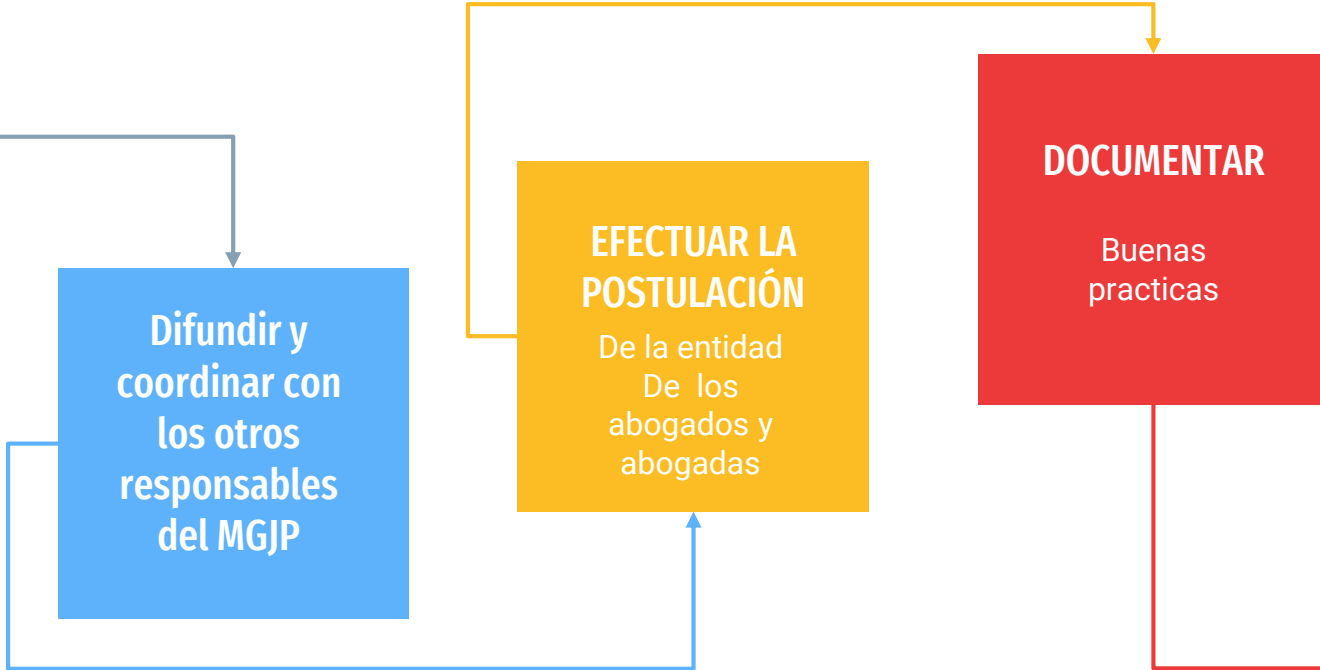 Difundir y
coordinar con
los otros
responsables
del MGJP
EFECTUAR LA
POSTULACIÓN
De la entidad
De los
abogados y
abogadas
DOCUMENTAR
Buenas
practicas